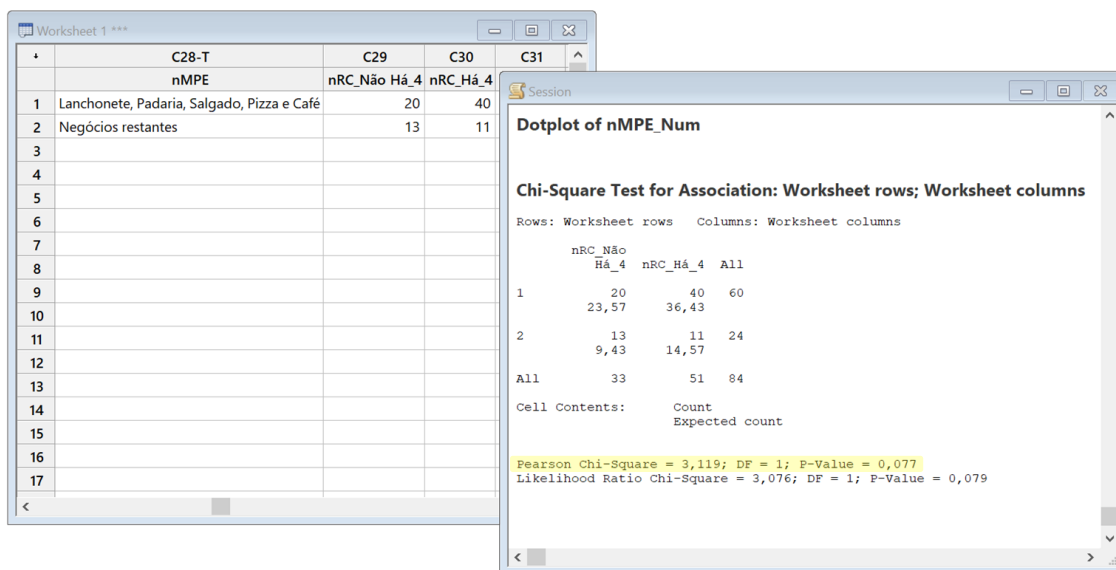 Worksheet 1 ***
C28-T C29 C30 C31
nMPE nRC_Não Há_4 nRC_Há_4
1 Lanchonete, Padaria, Salgado, Pizza e Café 20 40
2 Negócios restantes 13 11
3
4
5
6
7
8
9
10
11
12
13
14
15
16
17
Session
Dotplot of nMPE_Num
Chi-Square Test for Association: Worksheet rows; Worksheet columns
Rows: Worksheet rows Columns: Worksheet columns
nRC_Não
Há_4 nRC_Há_4 All
1 20 40 60
23,57 36,43
2 13 11 24
9,43 14,57
All 33 51 84
Cell Contents: Count
Expected count
Pearson Chi-Square = 3,119; DF = 1; P-Value = 0,077
Likelihood Ratio Chi-Square = 3,076; DF = 1; P-Value = 0,079